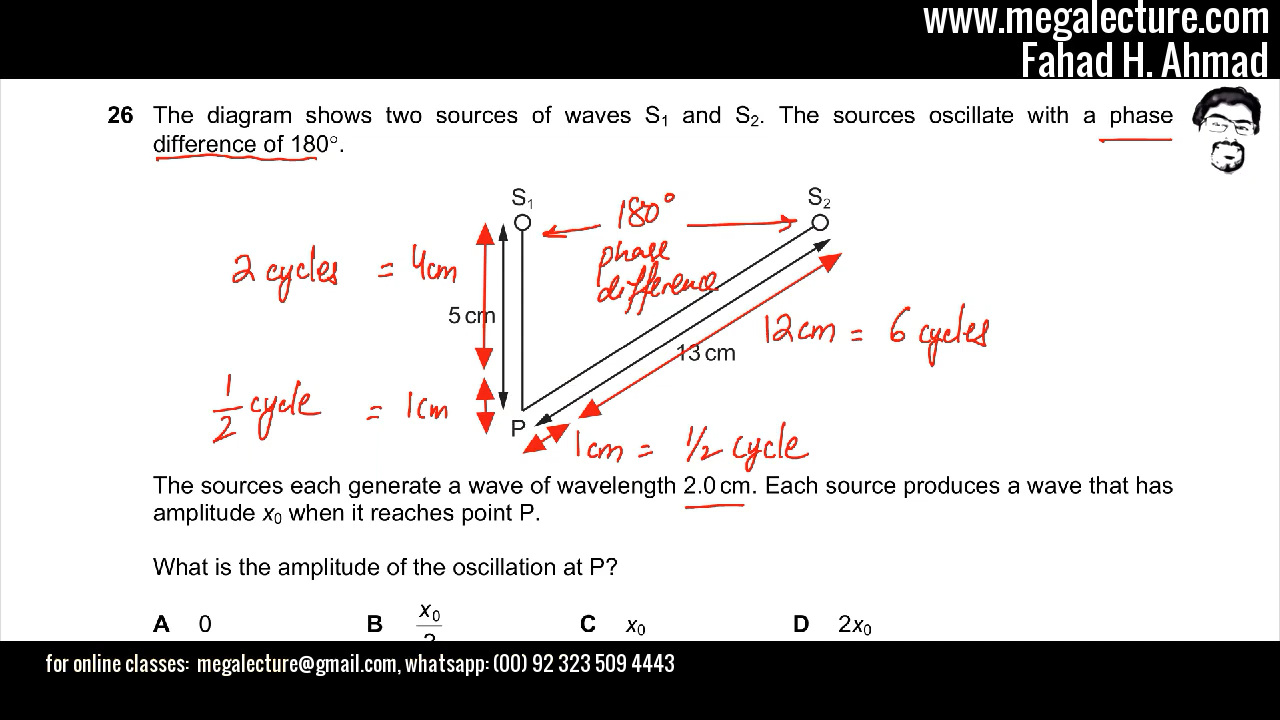 www.megalecture.com
Fahad H. Ahmad
26 The diagram shows two sources of waves S₁ and S₂. The sources oscillate with a phase
difference of 180°.
S₁
S₂
180°
phase
difference
2 cycles = 4cm
5 cm
12cm = 6 cycles
13 cm
1/2 cycle = 1cm
P
1cm = 1/2 cycle
The sources each generate a wave of wavelength 2.0 cm. Each source produces a wave that has
amplitude x₀ when it reaches point P.
What is the amplitude of the oscillation at P?
A 0 B x₀/2 C x₀ D 2x₀
for online classes: megalecture@gmail.com, whatsapp: (00) 92 323 509 4443